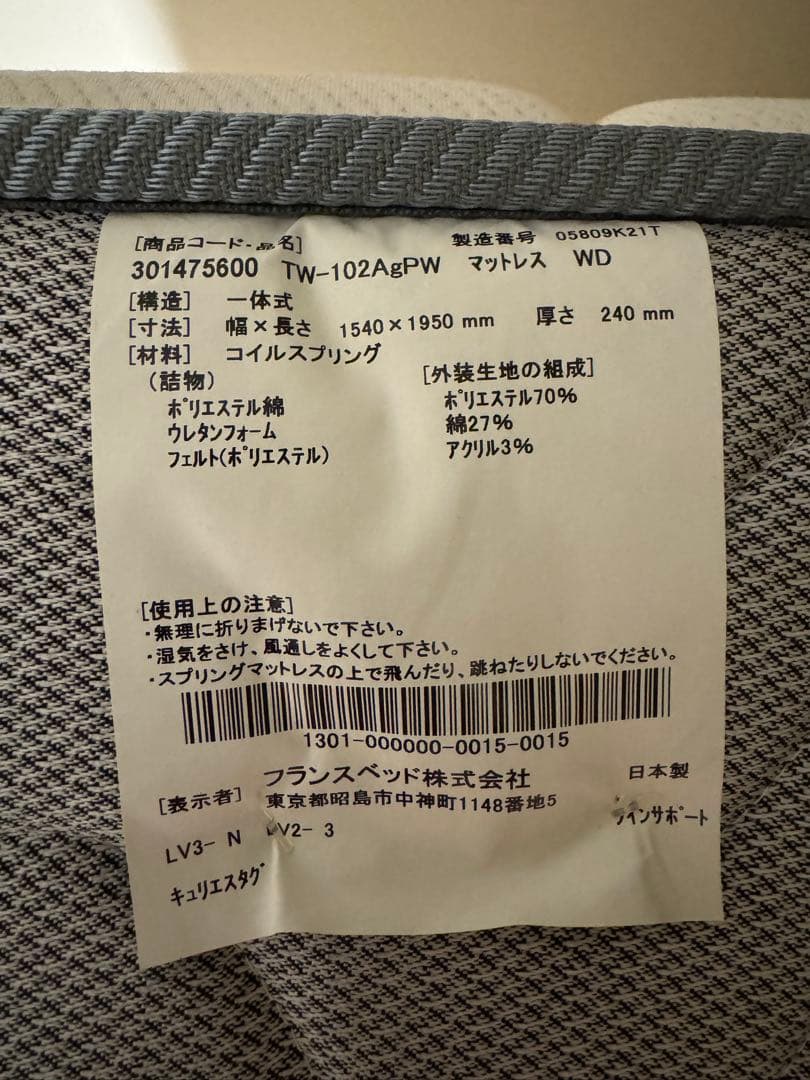 [商品コード-品名] 製造番号 05809K21T
301475600 TW-102AgPW マットレス WD
[構造] 一体式
[寸法] 幅×長さ 1540×1950 mm 厚さ 240 mm
[材料] コイルスプリング
(詰物) [外装生地の組成]
ポリエステル綿 ポリエステル70%
ウレタンフォーム 綿27%
フェルト(ポリエステル) アクリル3%
[使用上の注意]
・無理に折りまげないで下さい。
・湿気をさけ、風通しをよくして下さい。
・スプリングマットレスの上で飛んだり、跳ねたりしないでください。
1301-000000-0015-0015
フランスベッド株式会社 日本製
[表示者] 東京都昭島市中神町1148番地5
LV3- N LV2- 3 ツインサポート
キュリエスタグ